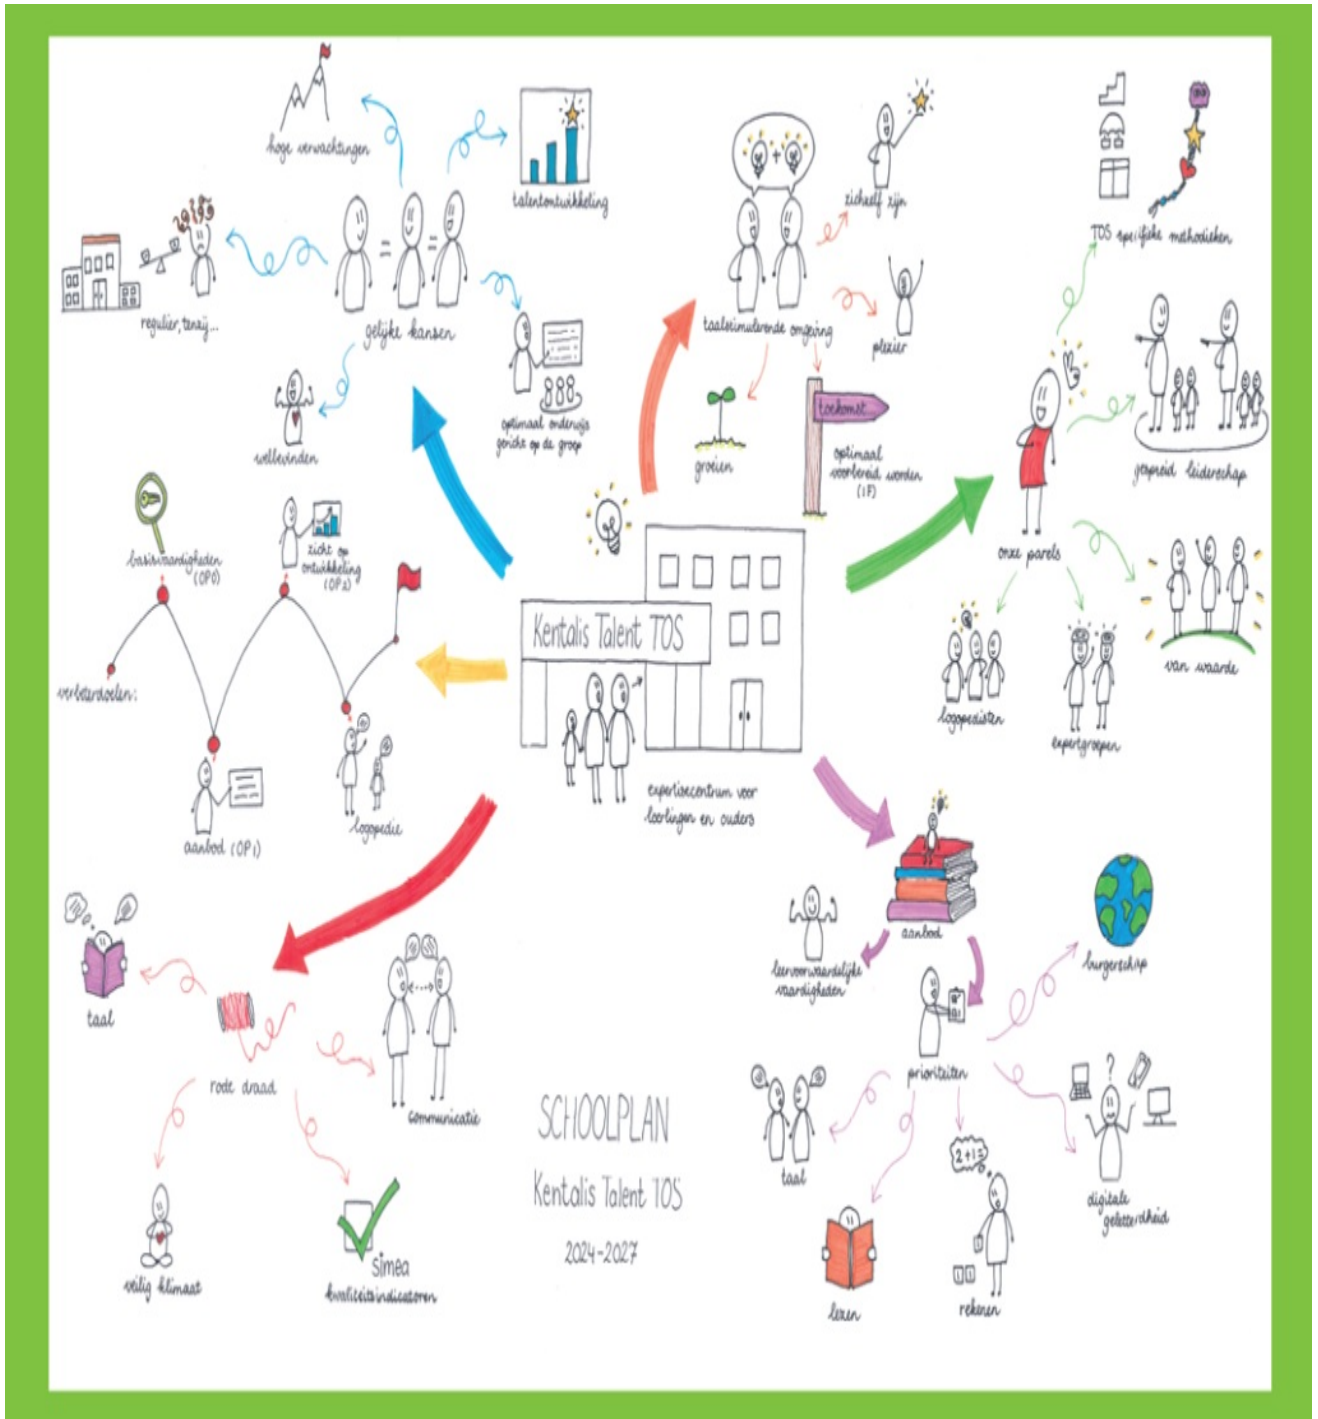 hoge verwachtingen
talentontwikkeling
regulier, tenzij...
gelijke kansen
welbevinden
optimaal onderwijs
gericht op de groep
taalstimulerende omgeving
zichzelf zijn
plezier
groeien
toekomst
optimaal
voorbereid worden
(1F)
TOS specifieke methodieken
gespreid leiderschap
onze parels
van waarde
logopedisten
expertgroepen
basisvaardigheden
(OP0)
zicht op
ontwikkeling
(OP2)
verbeterdoelen:
aanbod (OP1)
logopedie
Kentalis Talent TOS
expertisecentrum voor
leerlingen en ouders
taal
rode draad
communicatie
veilig klimaat
simea
kwaliteitsindicatoren
aanbod
leervoorwaardelijke
vaardigheden
prioriteiten
burgerschap
taal
lezen
2+1=
1
1 1
rekenen
?
digitale
geletterdheid
SCHOOLPLAN
Kentalis Talent TOS
2024-2027